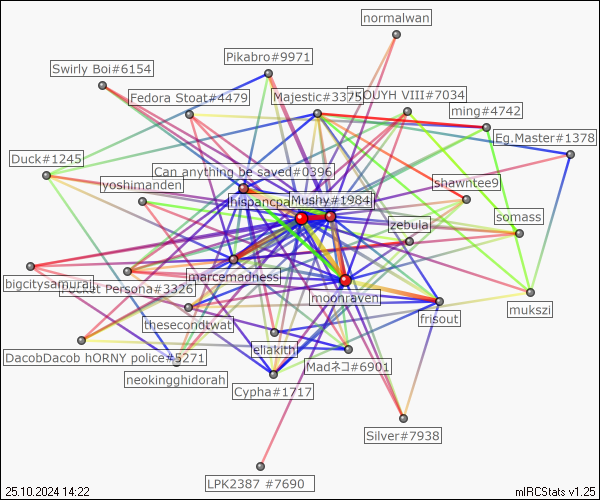 normalwan
Pikabro#9971
Swirly Boi#6154
Fedora Stoat#4479
Majestic#3375
OUYH VIII#7034
ming#4742
Eg.Master#1378
Duck#1245
Can anything be saved#0396
yoshimanden
shawntee9
hispancpa
Mushy#1984
somass
zebula
bigcitysamurai
Persona#3326
marcemadness
moonraven
mukszi
frisout
thesecondtwat
DacobDacob hORNY police#5271
ellakith
Madネコ#6901
neokingghidorah
Cypha#1717
Silver#7938
LPK2387 #7690
25.10.2024 14:22
mIRCStats v1.25